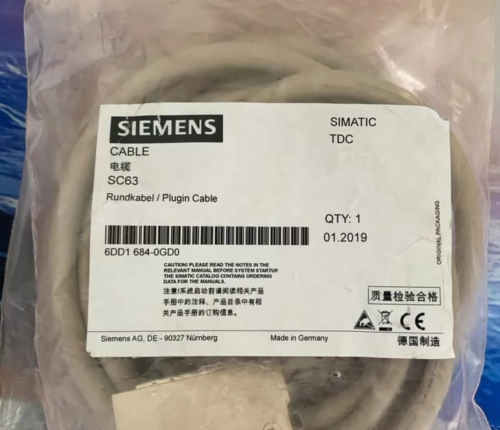 SIEMENS
SIMATIC
TDC
CABLE
电缆
SC63
Rundkabel / Plugin Cable
QTY: 1
01.2019
6DD1 684-0GD0
ORIGINAL PACKAGING
CAUTION! PLEASE READ THE NOTES IN THE
RELEVANT MANUAL BEFORE SYSTEM STARTUP.
THE SIMATIC CATALOG CONTAINS ORDERING
DATA FOR THE MANUALS.
注意!系统启动前请阅读相关产品
手册中的注释。产品目录中有相
关产品手册的订购信息。
质量检验合格
CE
Siemens AG, DE - 90327 Nürnberg
Made in Germany
德国制造